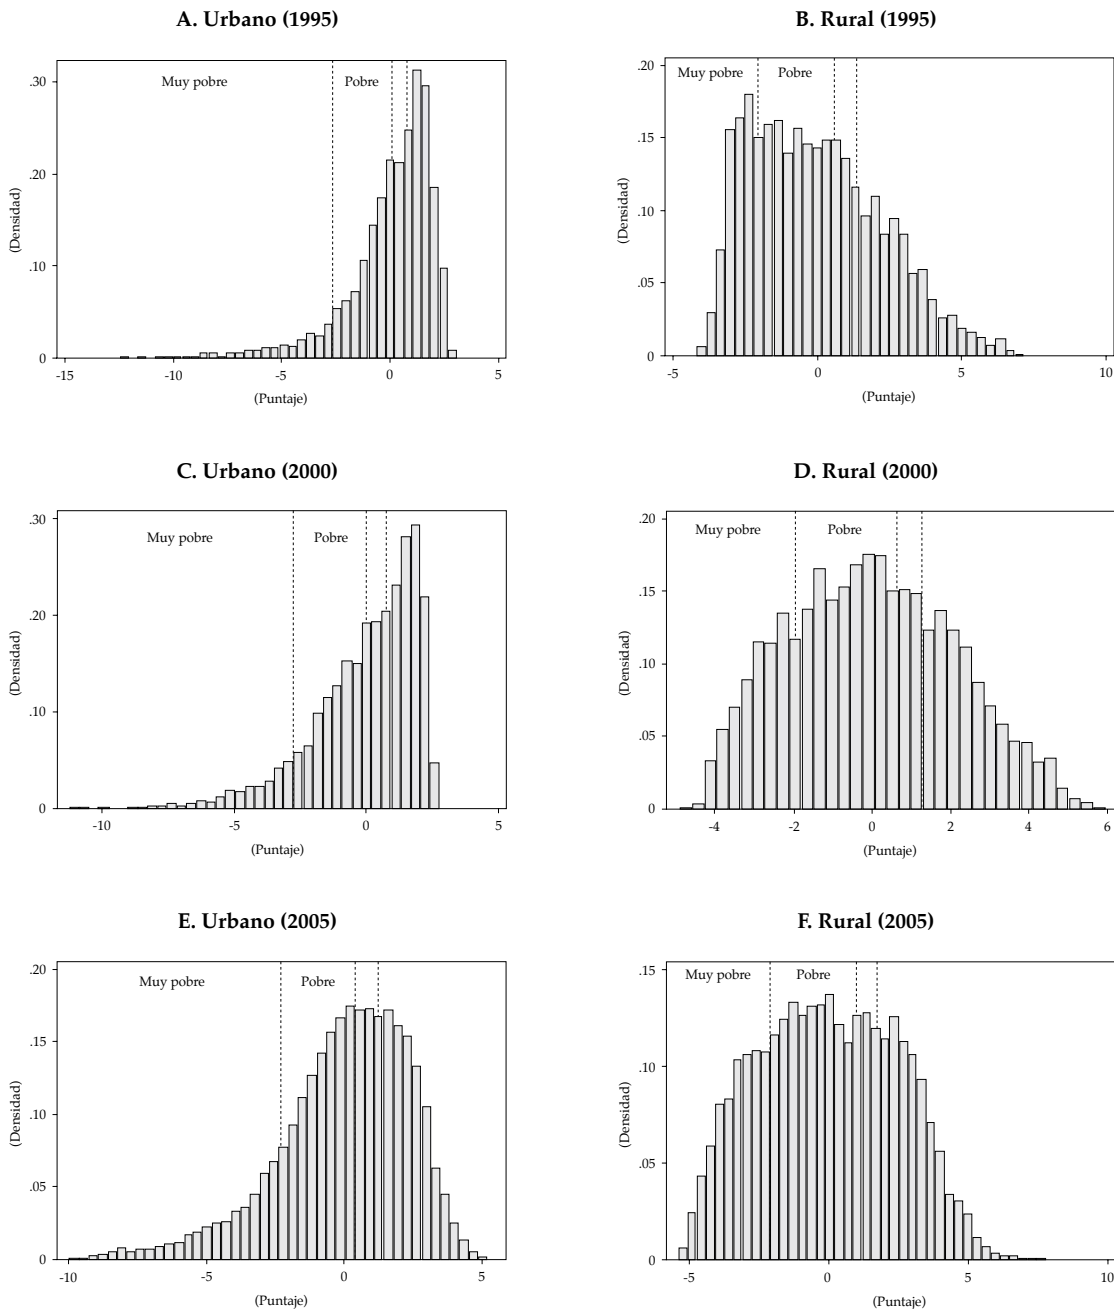 A. Urbano (1995)
Muy pobre
Pobre
.30
.20
.10
0
(Densidad)
-15
-10
-5
0
5
(Puntaje)
B. Rural (1995)
Muy pobre
Pobre
.20
.15
.10
.05
0
(Densidad)
-5
0
5
10
(Puntaje)
C. Urbano (2000)
Muy pobre
Pobre
.30
.20
.10
0
(Densidad)
-10
-5
0
5
(Puntaje)
D. Rural (2000)
Muy pobre
Pobre
.20
.15
.10
.05
0
(Densidad)
-4
-2
0
2
4
6
(Puntaje)
E. Urbano (2005)
Muy pobre
Pobre
.20
.15
.10
.05
0
(Densidad)
-10
-5
0
5
(Puntaje)
F. Rural (2005)
Muy pobre
Pobre
.15
.10
.05
0
(Densidad)
-5
0
5
10
(Puntaje)